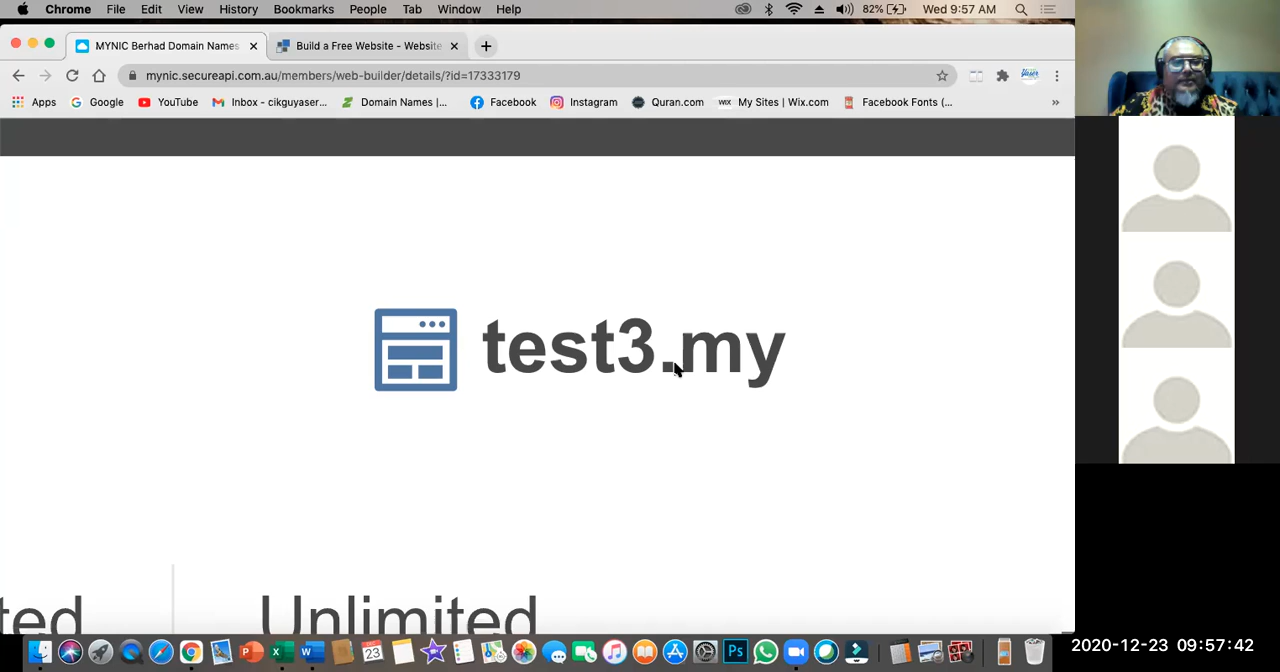 Chrome File Edit View History Bookmarks People Tab Window Help 82% Wed 9:57 AM
MYNIC Berhad Domain Names Build a Free Website - Website
mynic.secureapi.com.au/members/web-builder/details/?id=17333179
Apps Google YouTube Inbox - cikguyaser... Domain Names |... Facebook Instagram Quran.com WIX My Sites | Wix.com Facebook Fonts (... »
test3.my
ted Unlimited
23 Ps
2020-12-23 09:57:42